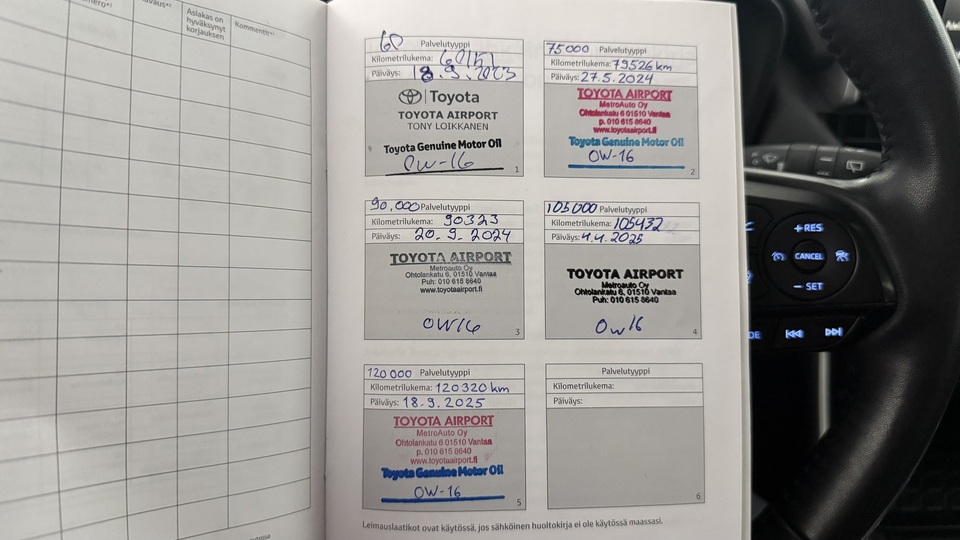 Asiakas on
hyväksynyt
korjauksen
Kommentit*⁾
60 Palvelutyyppi
Kilometrilukema:
Päiväys: 18.9.2023
Toyota
TOYOTA AIRPORT
TONY LOIKKANEN
Toyota Genuine Motor Oil
OW-16
1
75000 Palvelutyyppi
Kilometrilukema: 79526 km
Päiväys: 27.5.2024
TOYOTA AIRPORT
MetroAuto Oy
Ohtolankatu 6 01510 Vantaa
p. 010 615 8640
www.toyotaairport.fi
Toyota Genuine Motor Oil
OW-16
2
90.000 Palvelutyyppi
Kilometrilukema: 90323
Päiväys: 20.9.2024
TOYOTA AIRPORT
Metroauto Oy
Ohtolankatu 6, 01510 Vantaa
Puh: 010 615 8640
www.toyotaairport.fi
OW16
3
105000 Palvelutyyppi
Kilometrilukema: 105432
Päiväys: 4.4.2025
TOYOTA AIRPORT
Metroauto Oy
Ohtolankatu 6, 01510 Vantaa
Puh: 010 615 8640
OW16
4
120 000 Palvelutyyppi
Kilometrilukema: 120320 km
Päiväys: 18.9.2025
TOYOTA AIRPORT
MetroAuto Oy
Ohtolankatu 6 01510 Vantaa
p. 010 615 8640
www.toyotaairport.fi
Toyota Genuine Motor Oil
OW-16
5
Palvelutyyppi
Kilometrilukema:
Päiväys:
6
Leimauslaatikot ovat käytössä, jos sähköinen huoltokirja ei ole käytössä maassasi.
+RES
CANCEL
−SET